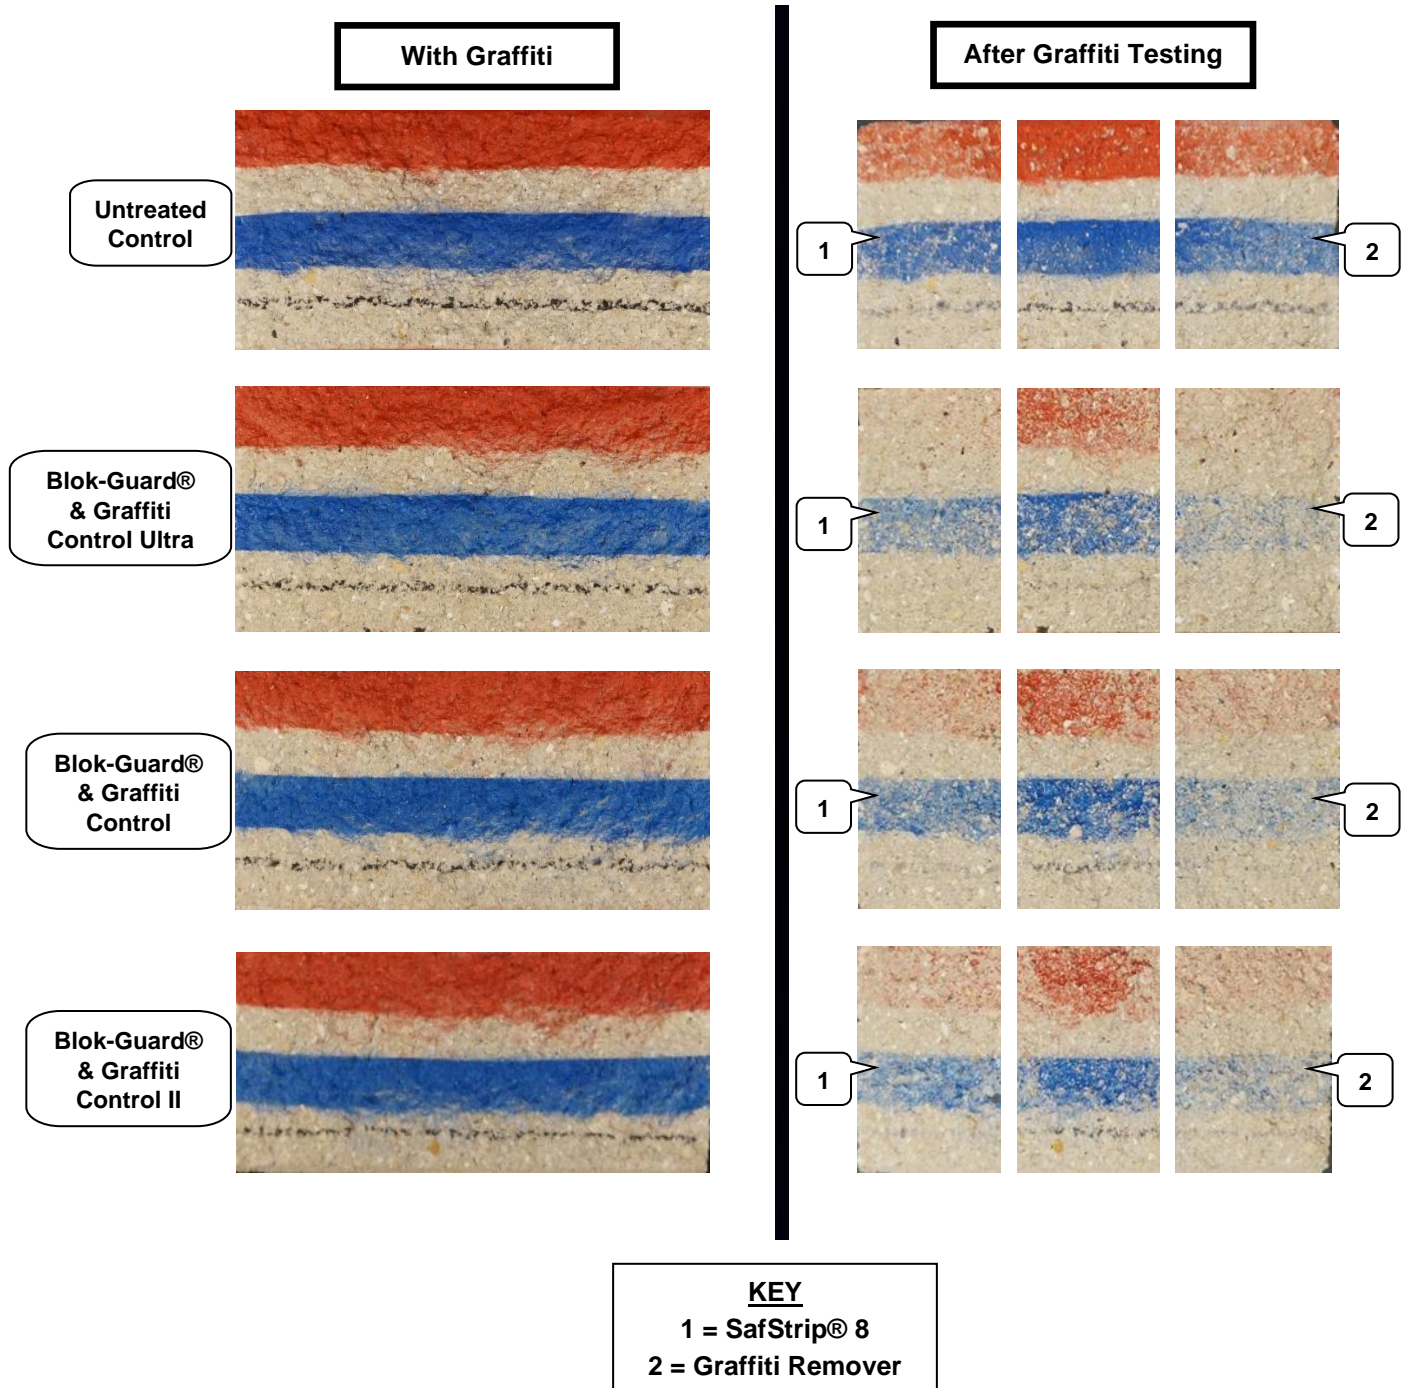 With Graffiti
After Graffiti Testing
Untreated
Control
1
2
Blok-Guard®
& Graffiti
Control Ultra
1
2
Blok-Guard®
& Graffiti
Control
1
2
Blok-Guard®
& Graffiti
Control II
1
2
KEY
1 = SafStrip® 8
2 = Graffiti Remover